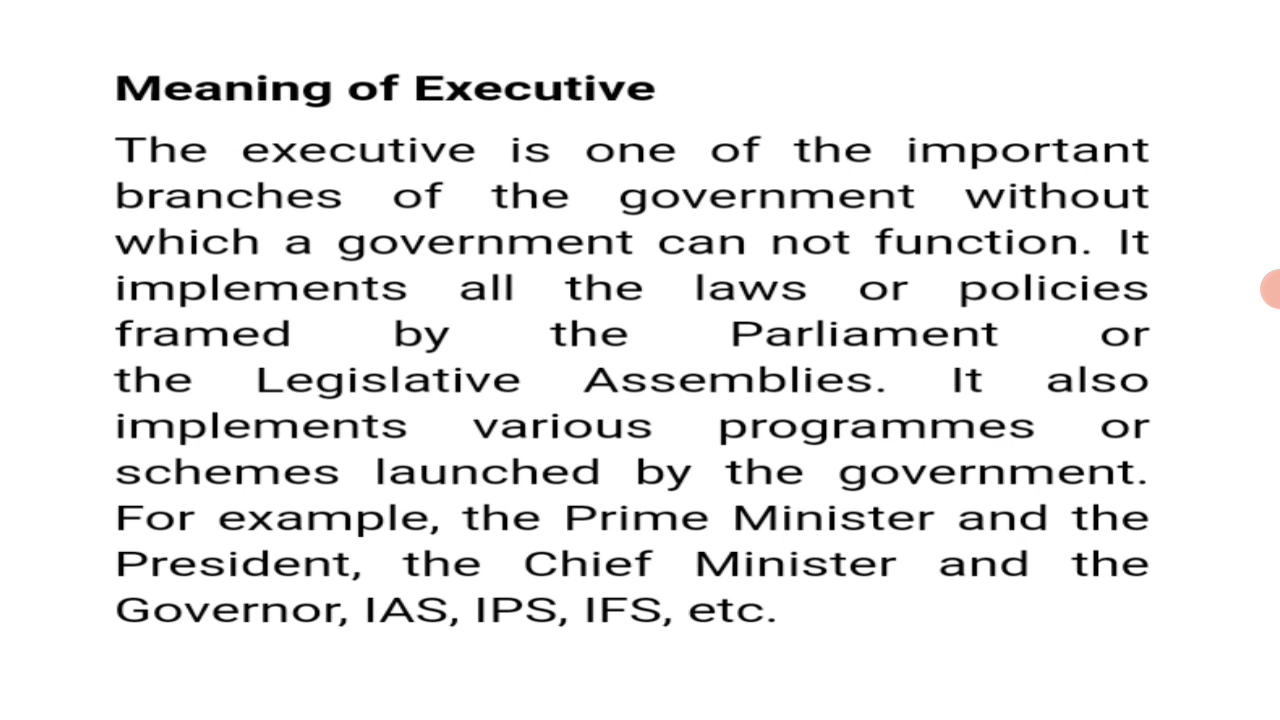 Meaning of Executive
The executive is one of the important
branches of the government without
which a government can not function. It
implements all the laws or policies
framed by the Parliament or
the Legislative Assemblies. It also
implements various programmes or
schemes launched by the government.
For example, the Prime Minister and the
President, the Chief Minister and the
Governor, IAS, IPS, IFS, etc.